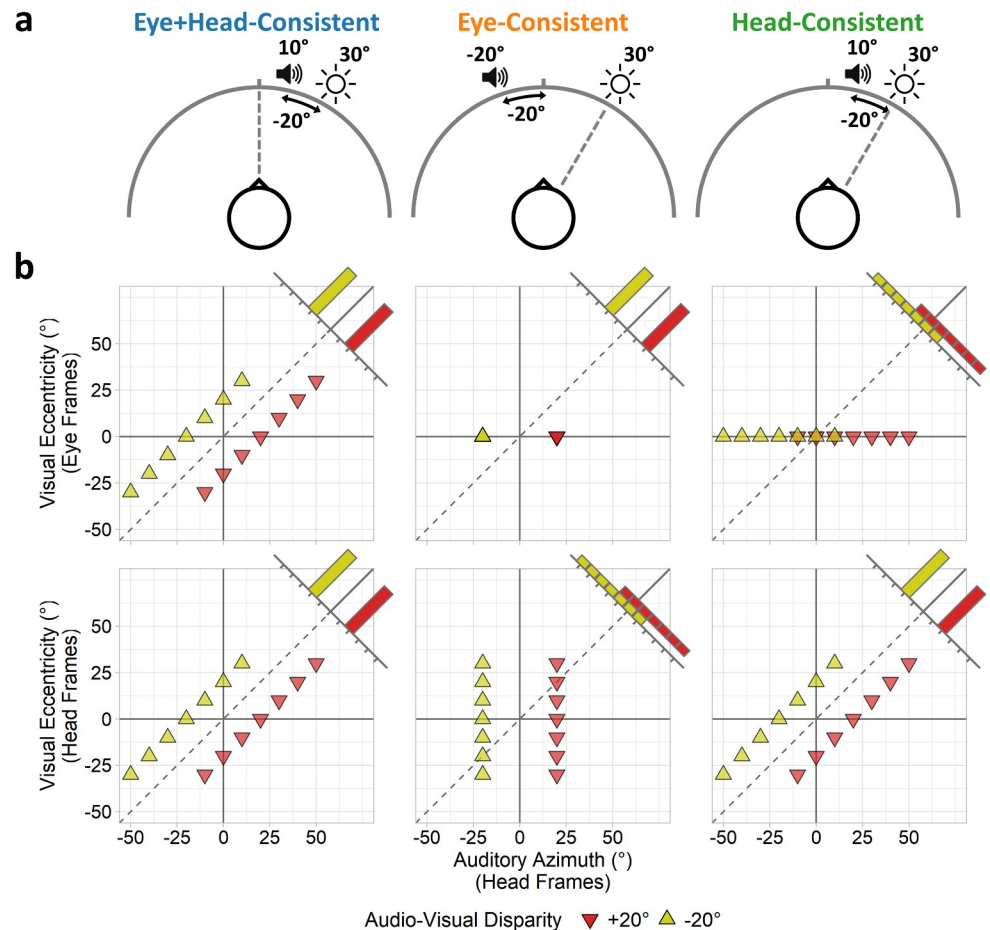 a
Eye+Head-Consistent Eye-Consistent Head-Consistent
10° 30° -20° 30° 10° 30°
-20° -20° -20°
b
Visual Eccentricity (°)
(Eye Frames)
50
25
0
-25
-50
Visual Eccentricity (°)
(Head Frames)
50
25
0
-25
-50
-50 -25 0 25 50 -50 -25 0 25 50 -50 -25 0 25 50
Auditory Azimuth (°)
(Head Frames)
Audio-Visual Disparity +20° -20°